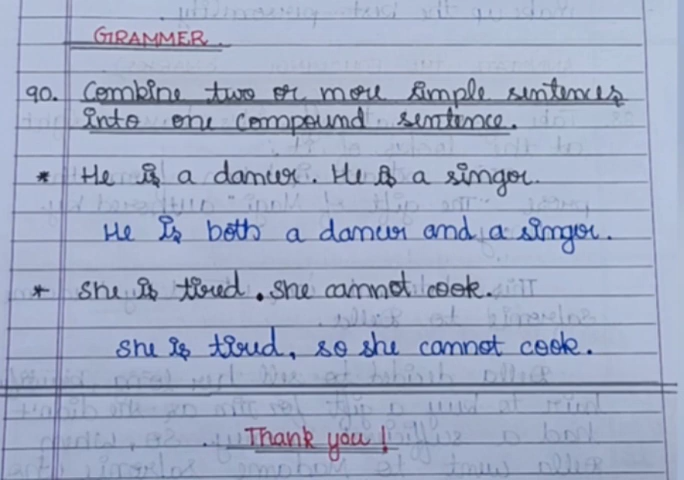 GRAMMER.
90. Combine two or more simple sentences
into one compound sentence.
* He is a dancer. He is a singer.
He is both a dancer and a singer.
* She is tired. She cannot cook.
She is tired, so she cannot cook.
Thank you!